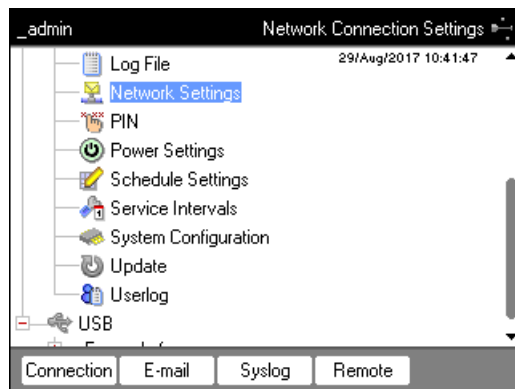 _admin Network Connection Settings
29/Aug/2017 10:41:47
Log File
Network Settings
PIN
Power Settings
Schedule Settings
Service Intervals
System Configuration
Update
Userlog
USB
Connection E-mail Syslog Remote